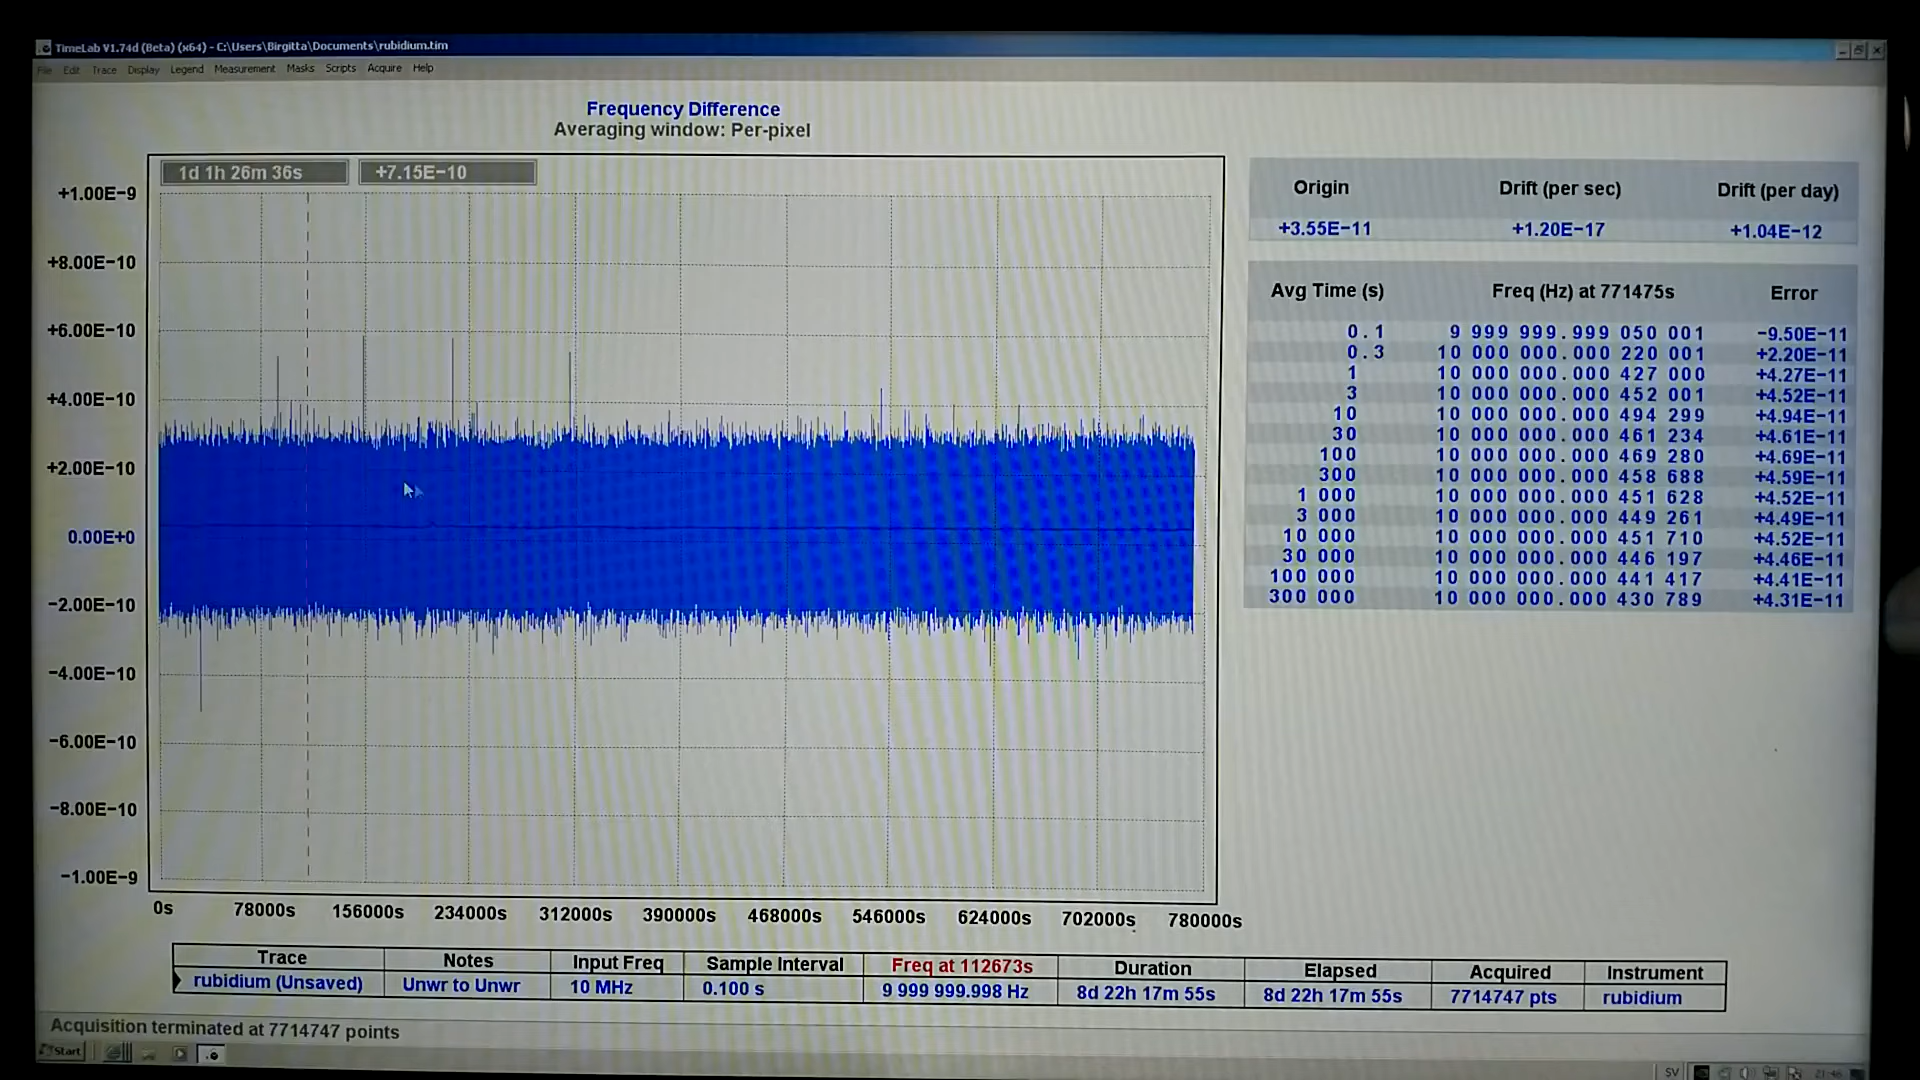 TimeLab V1.74d (Beta) (x64) - C:\Users\Birgitta\Documents\rubidium.tim
File Edit Trace Display Legend Measurement Masks Scripts Acquire Help
Frequency Difference
Averaging window: Per-pixel
1d 1h 26m 36s +7.15E-10
+1.00E-9
+8.00E-10
+6.00E-10
+4.00E-10
+2.00E-10
0.00E+0
-2.00E-10
-4.00E-10
-6.00E-10
-8.00E-10
-1.00E-9
0s 78000s 156000s 234000s 312000s 390000s 468000s 546000s 624000s 702000s 780000s
Origin Drift (per sec) Drift (per day)
+3.55E-11 +1.20E-17 +1.04E-12
Avg Time (s) Freq (Hz) at 771475s Error
0.1 9 999 999.999 050 001 -9.50E-11
0.3 10 000 000.000 220 001 +2.20E-11
1 10 000 000.000 427 000 +4.27E-11
3 10 000 000.000 452 001 +4.52E-11
10 10 000 000.000 494 299 +4.94E-11
30 10 000 000.000 461 234 +4.61E-11
100 10 000 000.000 469 280 +4.69E-11
300 10 000 000.000 458 688 +4.59E-11
1 000 10 000 000.000 451 628 +4.52E-11
3 000 10 000 000.000 449 261 +4.49E-11
10 000 10 000 000.000 451 710 +4.52E-11
30 000 10 000 000.000 446 197 +4.46E-11
100 000 10 000 000.000 441 417 +4.41E-11
300 000 10 000 000.000 430 789 +4.31E-11
Trace Notes Input Freq Sample Interval Freq at 112673s Duration Elapsed Acquired Instrument
rubidium (Unsaved) Unwr to Unwr 10 MHz 0.100 s 9 999 999.998 Hz 8d 22h 17m 55s 8d 22h 17m 55s 7714747 pts rubidium
Acquisition terminated at 7714747 points
Start
SV 21:46